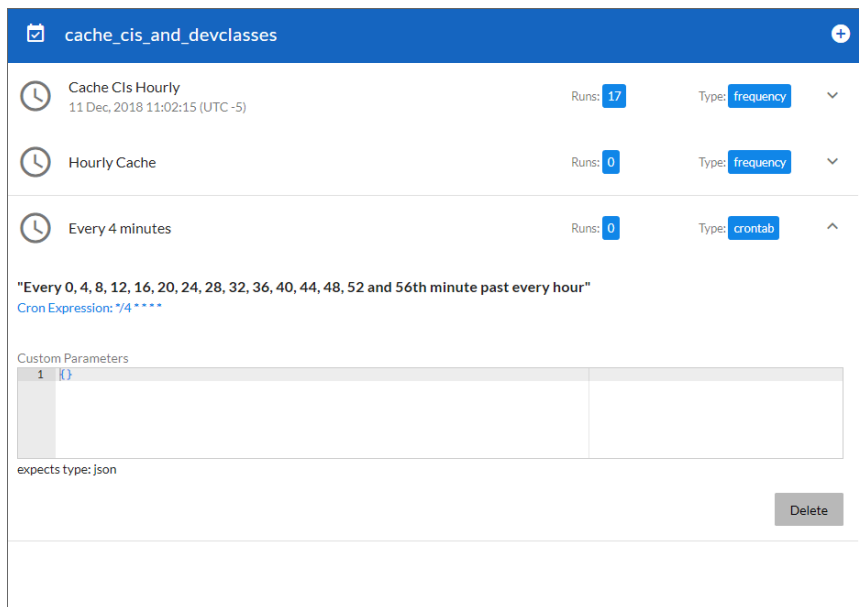 cache_cis_and_devclasses
Cache CIs Hourly
11 Dec, 2018 11:02:15 (UTC -5)
Runs: 17
Type: frequency
Hourly Cache
Runs: 0
Type: frequency
Every 4 minutes
Runs: 0
Type: crontab
"Every 0, 4, 8, 12, 16, 20, 24, 28, 32, 36, 40, 44, 48, 52 and 56th minute past every hour"
Cron Expression: */4 * * * *
Custom Parameters
1 {}
expects type: json
Delete